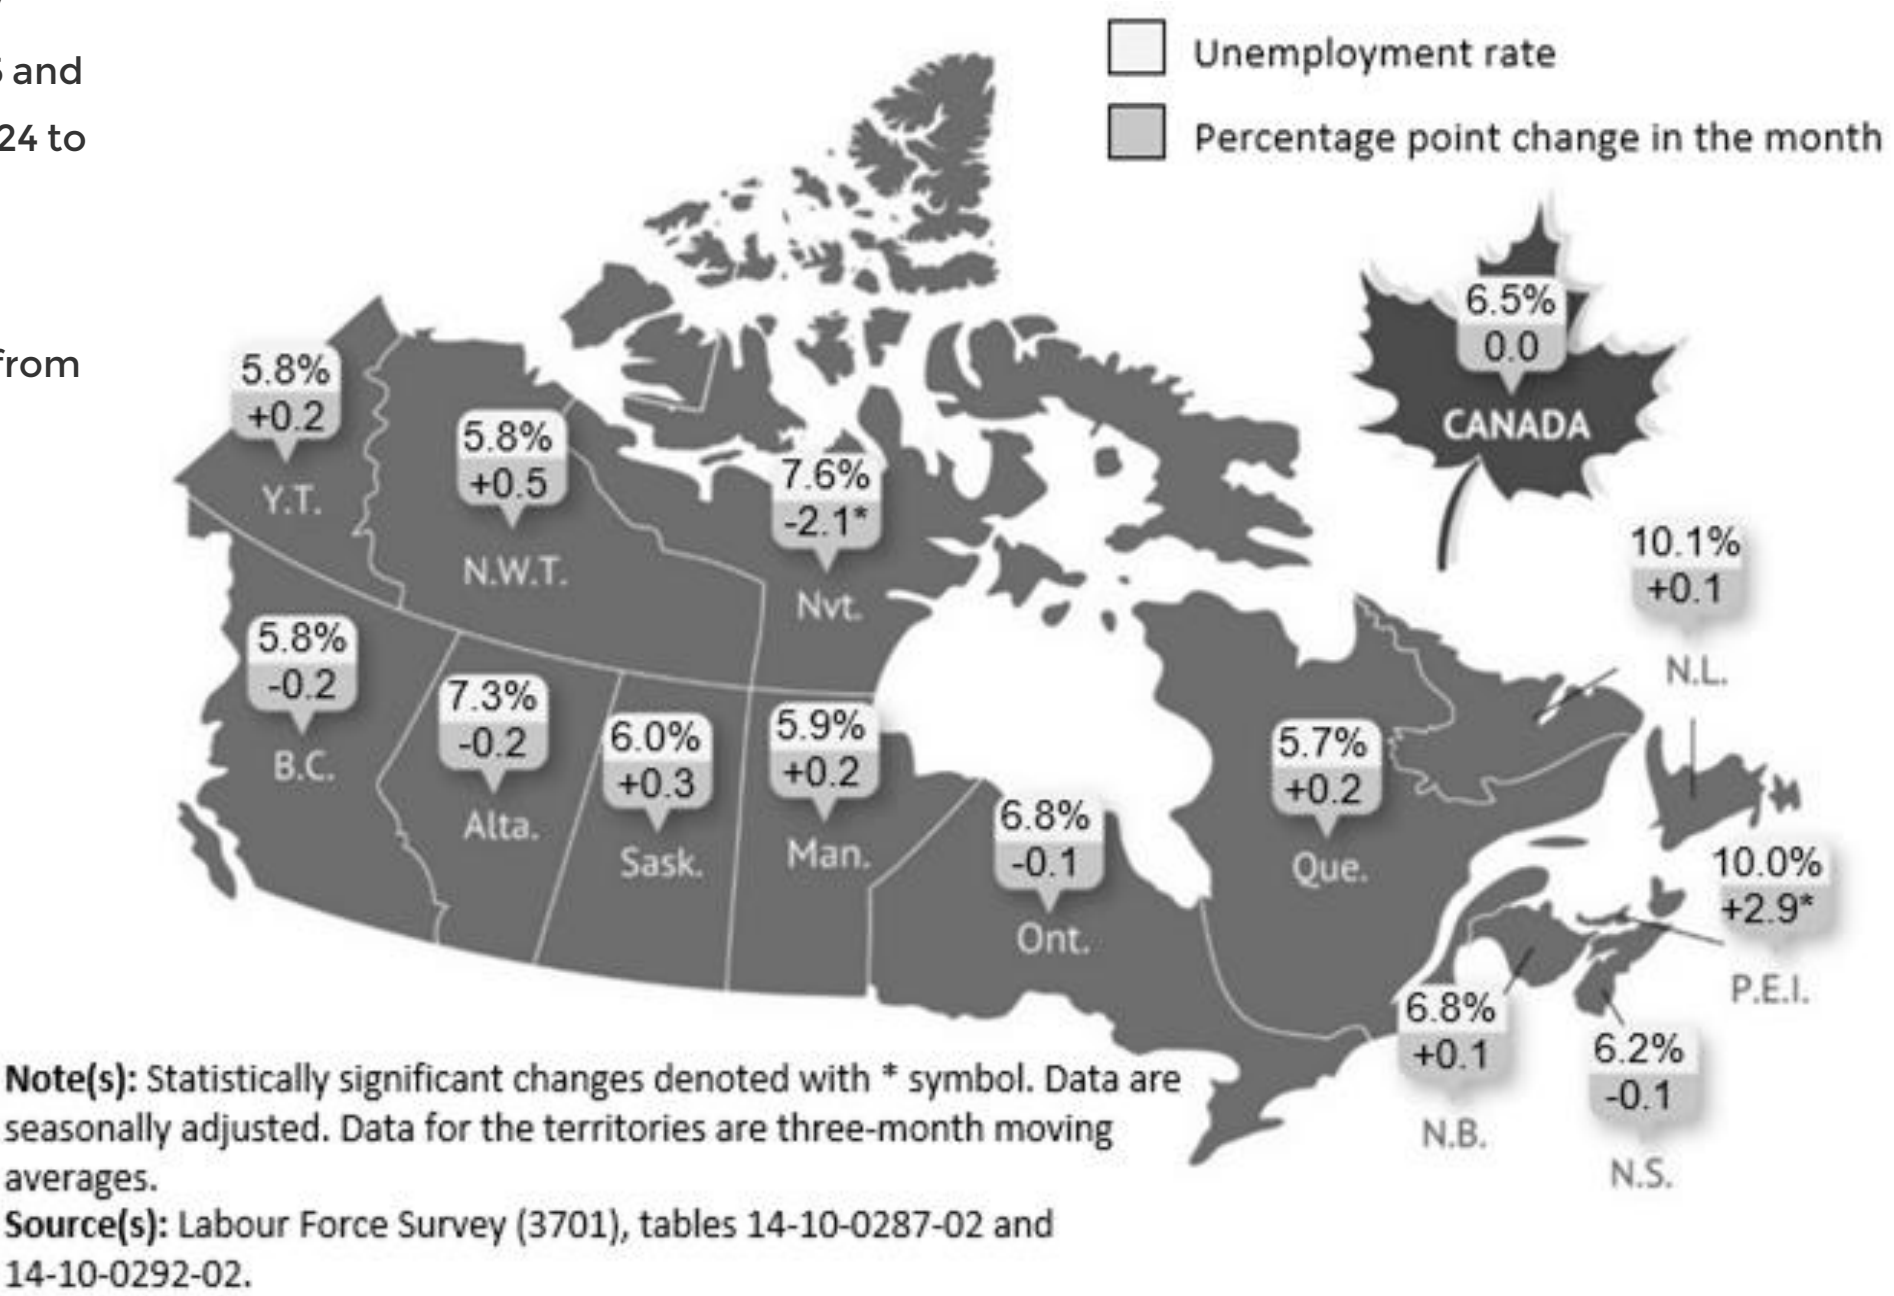 6 and
24 to
from
Unemployment rate
Percentage point change in the month
6.5%
0.0
CANADA
5.8%
+0.2
Y.T.
5.8%
+0.5
N.W.T.
7.6%
-2.1*
Nvt.
10.1%
+0.1
N.L.
5.8%
-0.2
B.C.
7.3%
-0.2
Alta.
6.0%
+0.3
Sask.
5.9%
+0.2
Man.
6.8%
-0.1
Ont.
5.7%
+0.2
Que.
10.0%
+2.9*
P.E.I.
6.8%
+0.1
N.B.
6.2%
-0.1
N.S.
Note(s): Statistically significant changes denoted with * symbol. Data are
seasonally adjusted. Data for the territories are three-month moving
averages.
Source(s): Labour Force Survey (3701), tables 14-10-0287-02 and
14-10-0292-02.